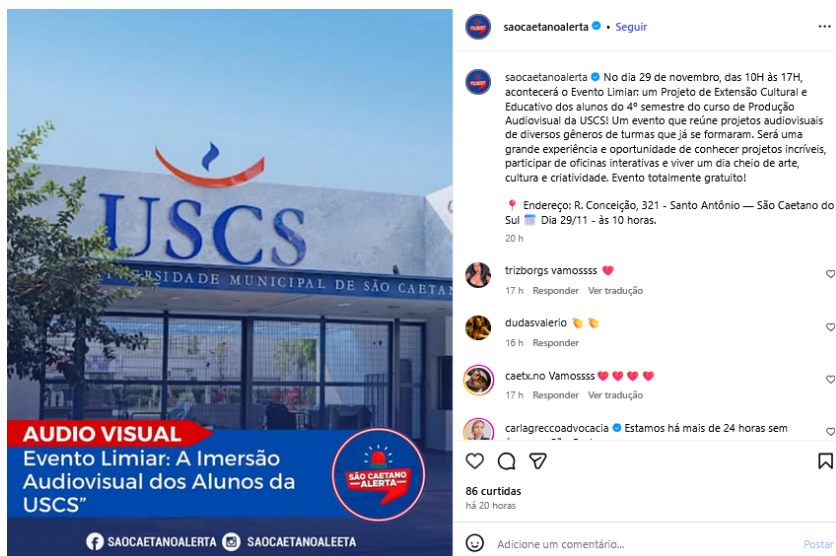 USCS
UNIVERSIDADE MUNICIPAL DE SÃO CAETAN
AUDIO VISUAL
Evento Limiar: A Imersão
Audiovisual dos Alunos da
USCS”
SÃO CAETANO
ALERTA
SAOCAETANOALERTA SAOCAETANOALEETA
saocaetanoalerta • Seguir
saocaetanoalerta No dia 29 de novembro, das 10H às 17H,
acontecerá o Evento Limiar: um Projeto de Extensão Cultural e
Educativo dos alunos do 4º semestre do curso de Produção
Audiovisual da USCS! Um evento que reúne projetos audiovisuais
de diversos gêneros de turmas que já se formaram. Será uma
grande experiência e oportunidade de conhecer projetos incríveis,
participar de oficinas interativas e viver um dia cheio de arte,
cultura e criatividade. Evento totalmente gratuito!
📍 Endereço: R. Conceição, 321 - Santo Antônio — São Caetano do
Sul 🗓️ Dia 29/11 - às 10 horas.
20 h
trizborgs vamossss 💔
17 h Responder Ver tradução
dudasvalerio 👏 👏
16 h Responder
caetx.no Vamossss❤️ ❤️ ❤️ ❤️
17 h Responder Ver tradução
carlagreccoadvocacia Estamos há mais de 24 horas sem
86 curtidas
há 20 horas
Adicione um comentário...
Postar